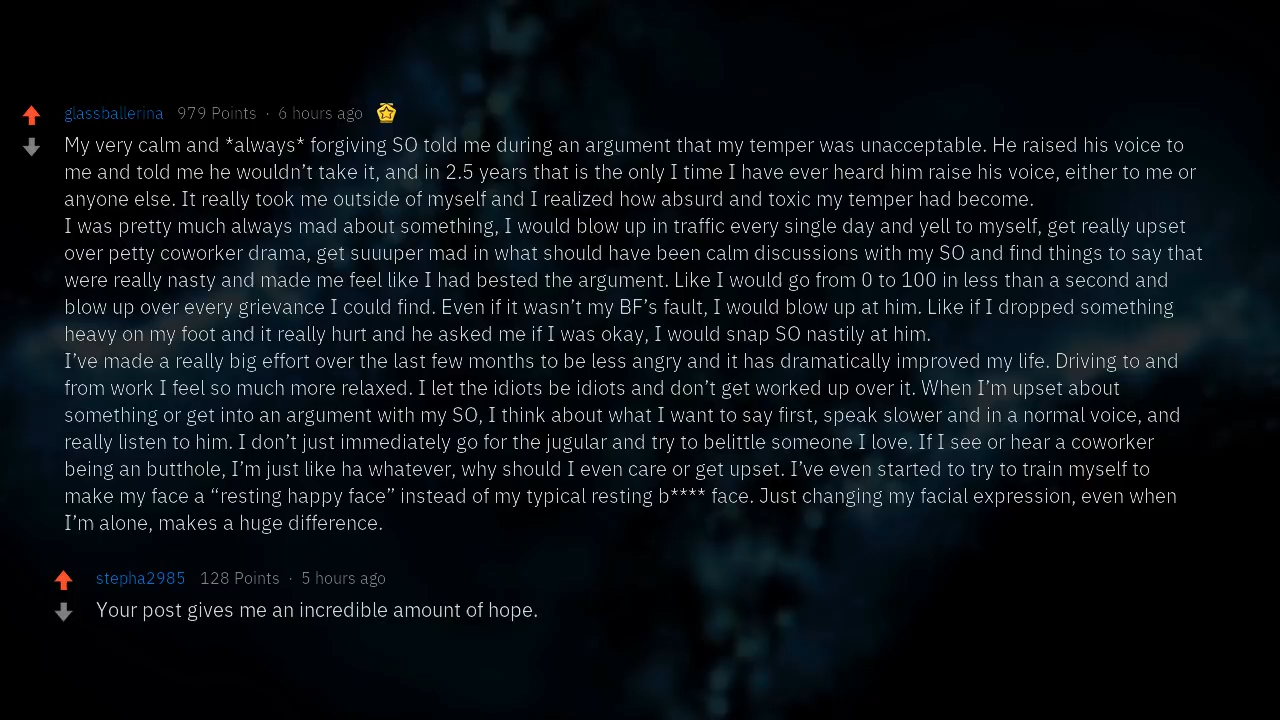 glassballerina 979 Points · 6 hours ago
My very calm and *always* forgiving SO told me during an argument that my temper was unacceptable. He raised his voice to
me and told me he wouldn’t take it, and in 2.5 years that is the only I time I have ever heard him raise his voice, either to me or
anyone else. It really took me outside of myself and I realized how absurd and toxic my temper had become.
I was pretty much always mad about something, I would blow up in traffic every single day and yell to myself, get really upset
over petty coworker drama, get suuuper mad in what should have been calm discussions with my SO and find things to say that
were really nasty and made me feel like I had bested the argument. Like I would go from 0 to 100 in less than a second and
blow up over every grievance I could find. Even if it wasn’t my BF’s fault, I would blow up at him. Like if I dropped something
heavy on my foot and it really hurt and he asked me if I was okay, I would snap SO nastily at him.
I’ve made a really big effort over the last few months to be less angry and it has dramatically improved my life. Driving to and
from work I feel so much more relaxed. I let the idiots be idiots and don’t get worked up over it. When I’m upset about
something or get into an argument with my SO, I think about what I want to say first, speak slower and in a normal voice, and
really listen to him. I don’t just immediately go for the jugular and try to belittle someone I love. If I see or hear a coworker
being an butthole, I’m just like ha whatever, why should I even care or get upset. I’ve even started to try to train myself to
make my face a “resting happy face” instead of my typical resting b**** face. Just changing my facial expression, even when
I’m alone, makes a huge difference.
stepha2985 128 Points · 5 hours ago
Your post gives me an incredible amount of hope.